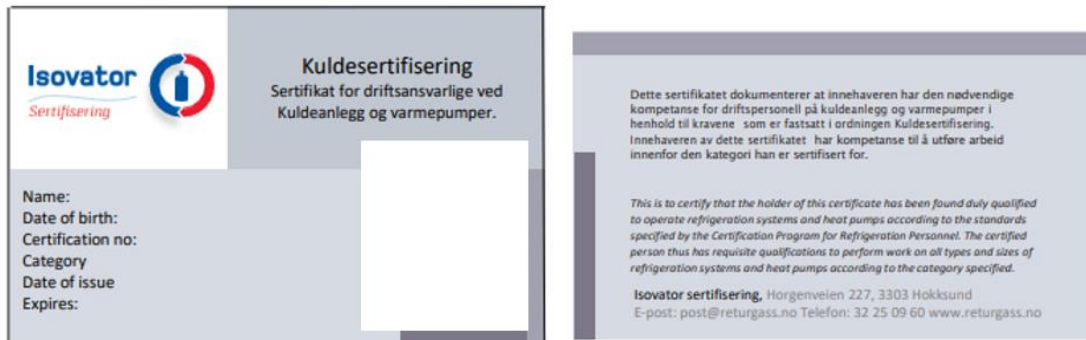 Isovator
Sertifisering
Kuldesertifisering
Sertifikat for driftsansvarlige ved
Kuldeanlegg og varmepumper.
Name:
Date of birth:
Certification no:
Category
Date of issue
Expires:
Dette sertifikatet dokumenterer at innehaveren har den nødvendige
kompetanse for driftspersonell på kuldeanlegg og varmepumper i
henhold til kravene som er fastsatt i ordningen Kuldesertifisering.
Innehaveren av dette sertifikatet har kompetanse til å utføre arbeid
innenfor den kategori han er sertifisert for.
This is to certify that the holder of this certificate has been found duly qualified
to operate refrigeration systems and heat pumps according to the standards
specified by the Certification Program for Refrigeration Personnel. The certified
person thus has requisite qualifications to perform work on all types and sizes of
refrigeration systems and heat pumps according to the category specified.
Isovator sertifisering, Horgenveien 227, 3303 Hokksund
E-post: post@returgass.no Telefon: 32 25 09 60 www.returgass.no